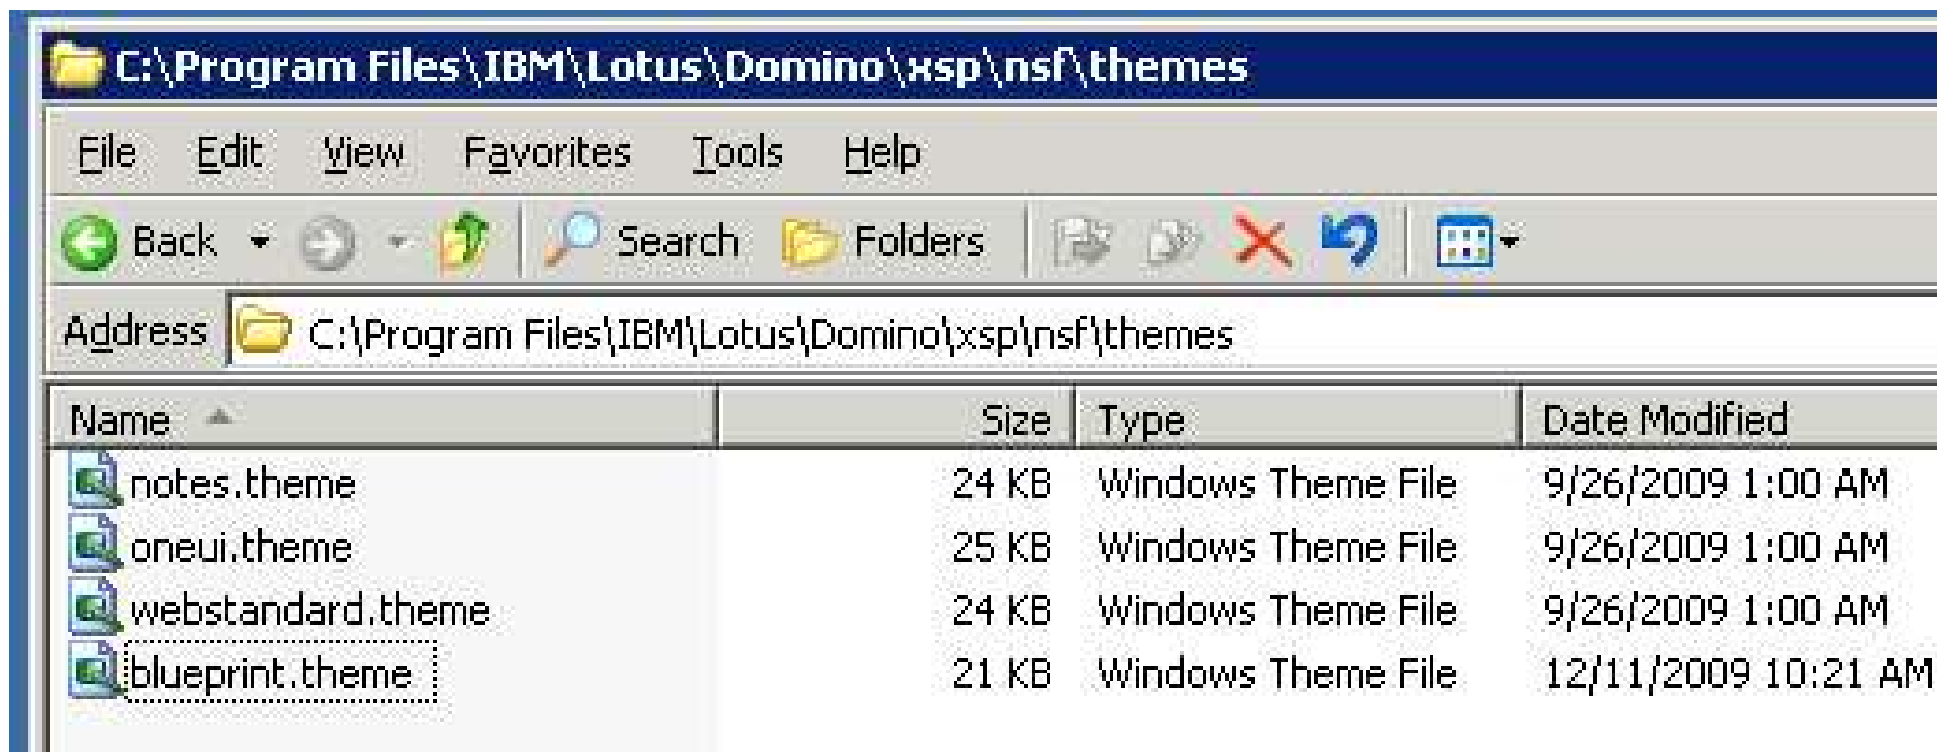 C:\Program Files\IBM\Lotus\Domino\xsp\nsf\themes
File Edit View Favorites Tools Help
Back Search Folders
Address C:\Program Files\IBM\Lotus\Domino\xsp\nsf\themes
Name Size Type Date Modified
notes.theme 24 KB Windows Theme File 9/26/2009 1:00 AM
oneui.theme 25 KB Windows Theme File 9/26/2009 1:00 AM
webstandard.theme 24 KB Windows Theme File 9/26/2009 1:00 AM
blueprint.theme 21 KB Windows Theme File 12/11/2009 10:21 AM